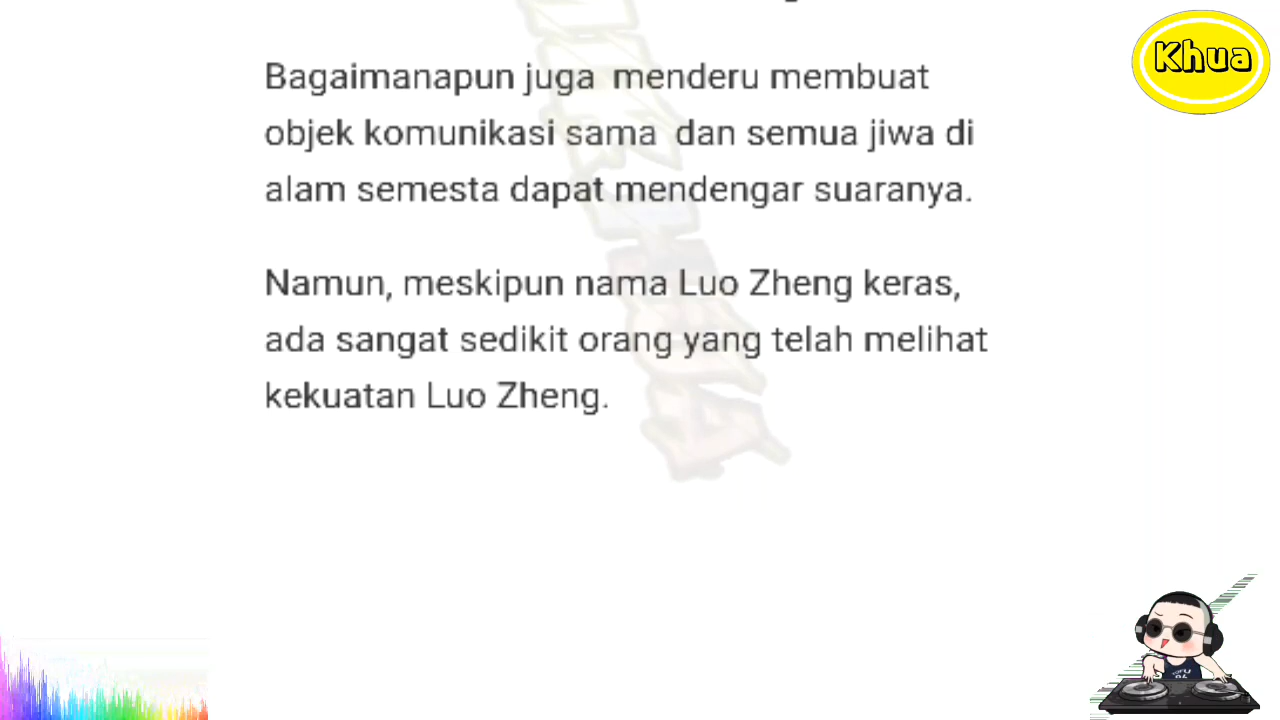 Khua
Bagaimanapun juga menderu membuat
objek komunikasi sama dan semua jiwa di
alam semesta dapat mendengar suaranya.
Namun, meskipun nama Luo Zheng keras,
ada sangat sedikit orang yang telah melihat
kekuatan Luo Zheng.